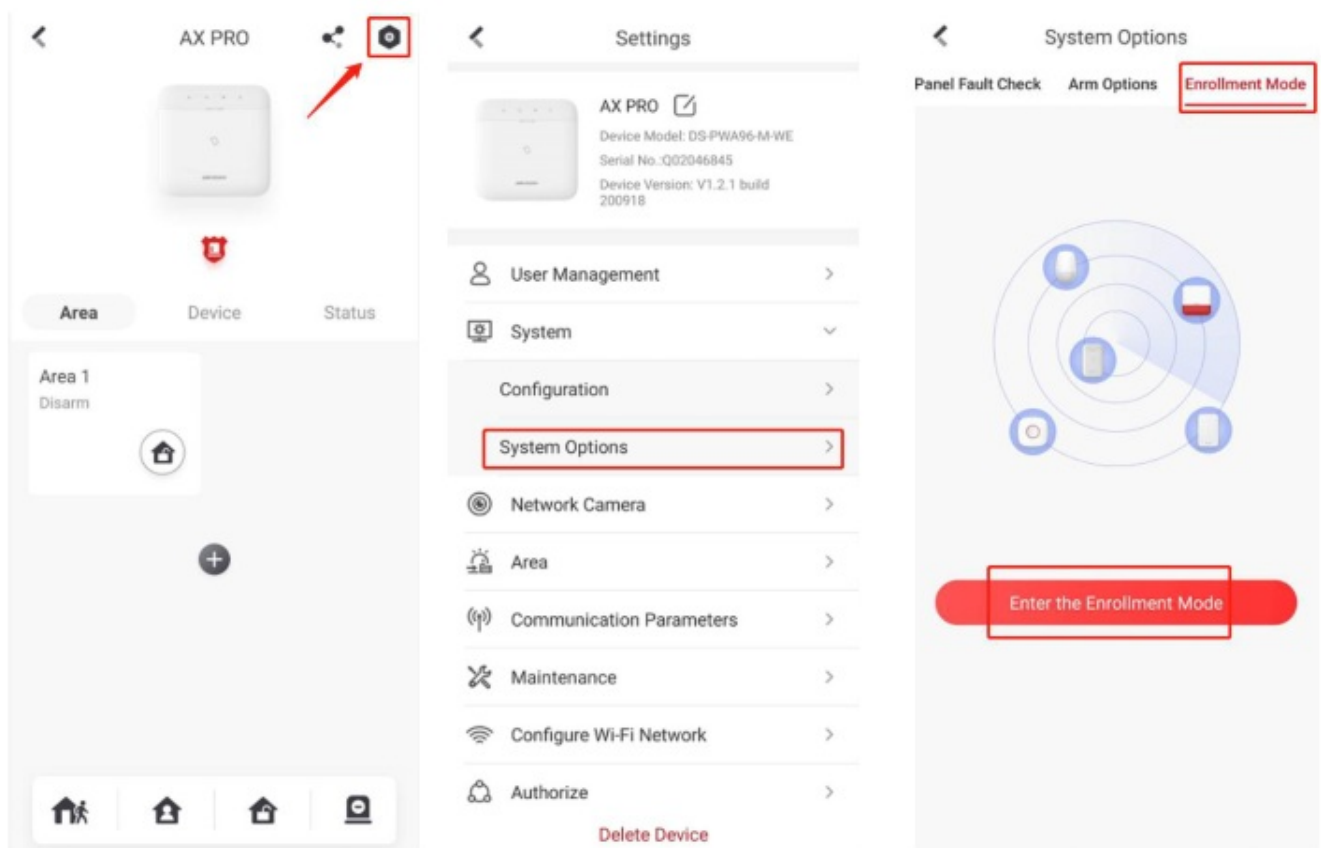 AX PRO
Area
Device
Status
Area 1
Disarm
Settings
AX PRO
Device Model: DS-PWA96-M-WE
Serial No.:Q02046845
Device Version: V1.2.1 build
200918
User Management
System
Configuration
System Options
Network Camera
Area
Communication Parameters
Maintenance
Configure Wi-Fi Network
Authorize
Delete Device
System Options
Panel Fault Check
Arm Options
Enrollment Mode
Enter the Enrollment Mode